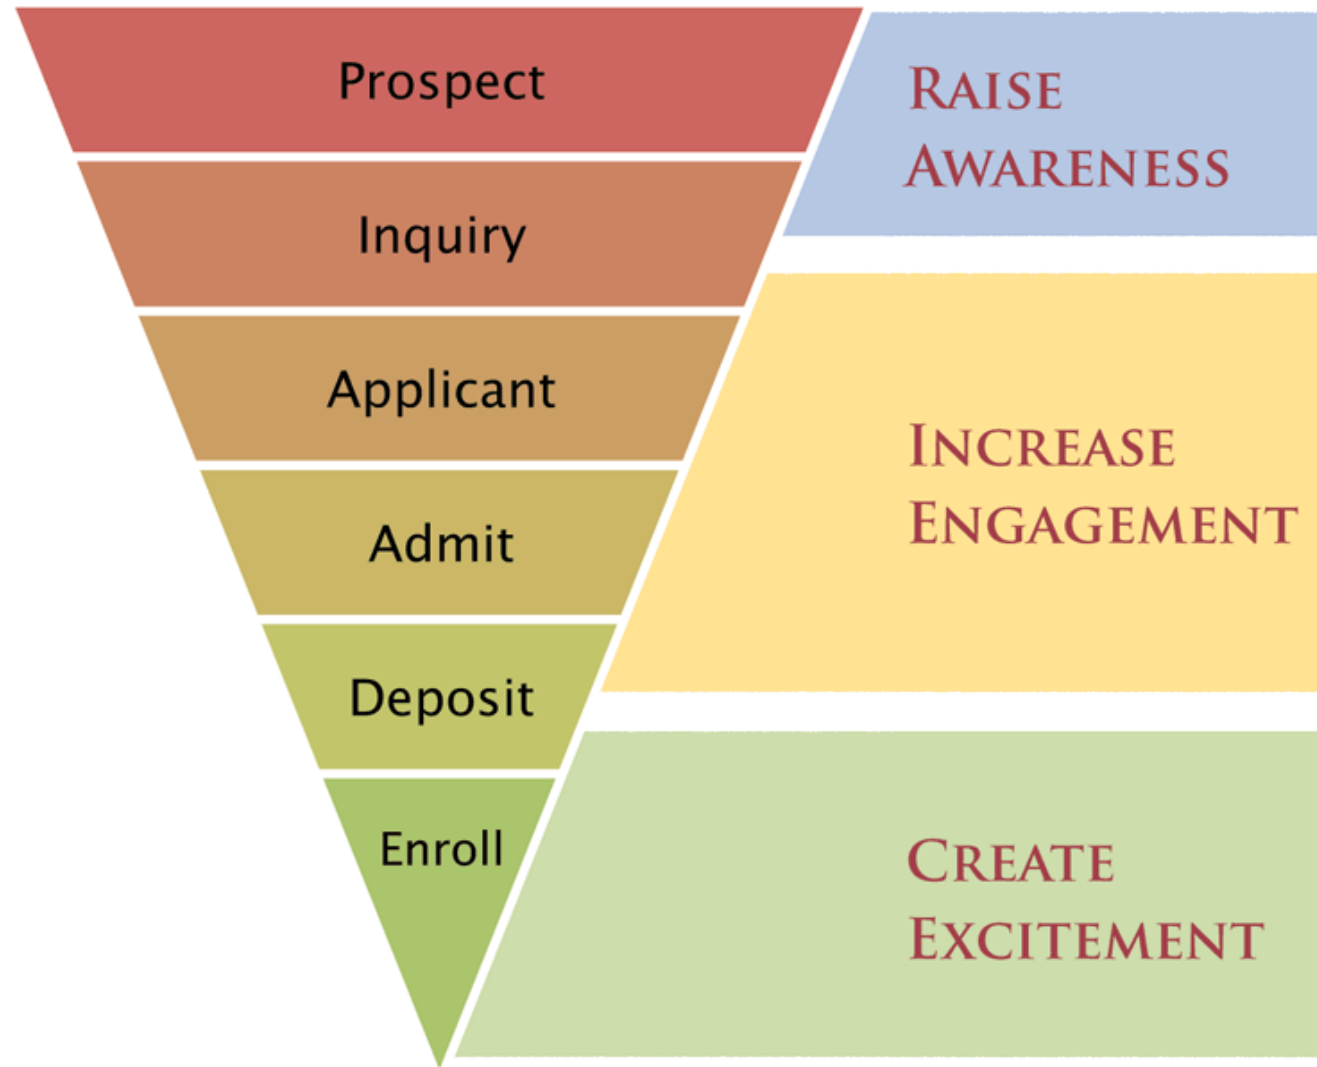 Prospect
Inquiry
Applicant
Admit
Deposit
Enroll
RAISE
AWARENESS
INCREASE
ENGAGEMENT
CREATE
EXCITEMENT